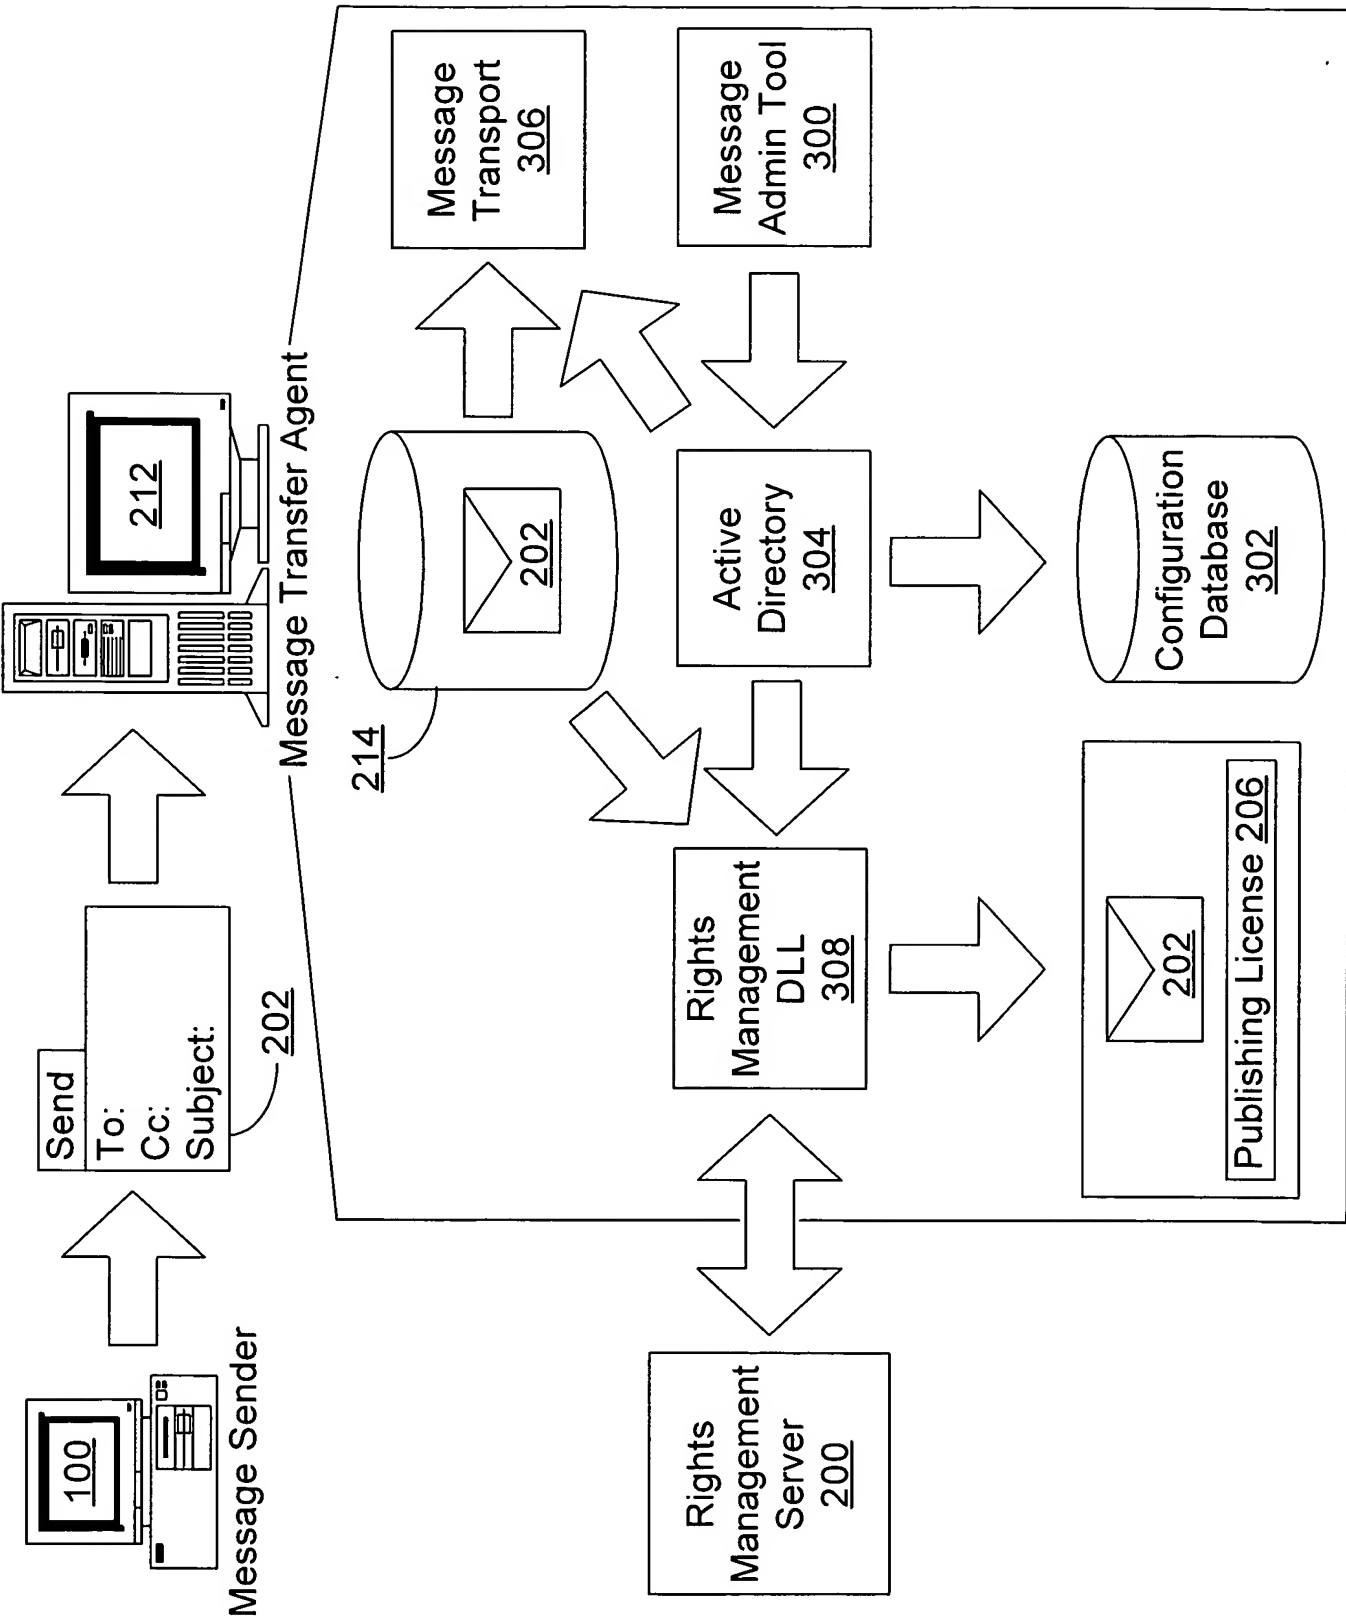 100
Message Sender
Send
To:
Cc:
Subject:
202
212
Message Transfer Agent
214
202
Message
Transport
306
Message
Admin Tool
300
Active
Directory
304
Configuration
Database
302
Rights
Management
DLL
308
Rights
Management
Server
200
202
Publishing License 206